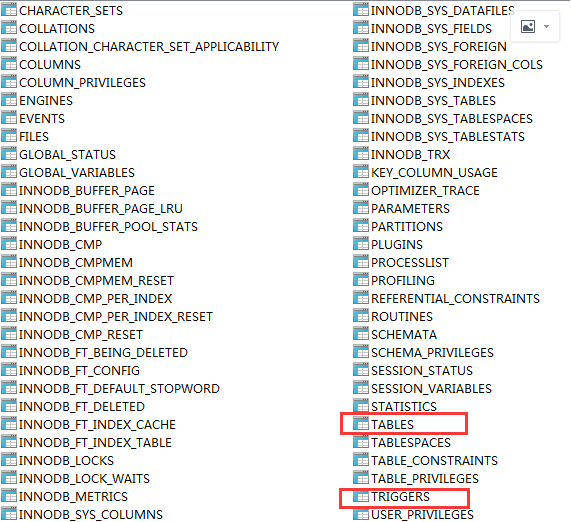 CHARACTER_SETS
COLLATIONS
COLLATION_CHARACTER_SET_APPLICABILITY
COLUMNS
COLUMN_PRIVILEGES
ENGINES
EVENTS
FILES
GLOBAL_STATUS
GLOBAL_VARIABLES
INNODB_BUFFER_PAGE
INNODB_BUFFER_PAGE_LRU
INNODB_BUFFER_POOL_STATS
INNODB_CMP
INNODB_CMPMEM
INNODB_CMPMEM_RESET
INNODB_CMP_PER_INDEX
INNODB_CMP_PER_INDEX_RESET
INNODB_CMP_RESET
INNODB_FT_BEING_DELETED
INNODB_FT_CONFIG
INNODB_FT_DEFAULT_STOPWORD
INNODB_FT_DELETED
INNODB_FT_INDEX_CACHE
INNODB_FT_INDEX_TABLE
INNODB_LOCKS
INNODB_LOCK_WAITS
INNODB_METRICS
INNODB_SYS_COLUMNS
INNODB_SYS_DATAFILES
INNODB_SYS_FIELDS
INNODB_SYS_FOREIGN
INNODB_SYS_FOREIGN_COLS
INNODB_SYS_INDEXES
INNODB_SYS_TABLES
INNODB_SYS_TABLESPACES
INNODB_SYS_TABLESTATS
INNODB_TRX
KEY_COLUMN_USAGE
OPTIMIZER_TRACE
PARAMETERS
PARTITIONS
PLUGINS
PROCESSLIST
PROFILING
REFERENTIAL_CONSTRAINTS
ROUTINES
SCHEMATA
SCHEMA_PRIVILEGES
SESSION_STATUS
SESSION_VARIABLES
STATISTICS
TABLES
TABLESPACES
TABLE_CONSTRAINTS
TABLE_PRIVILEGES
TRIGGERS
USER_PRIVILEGES